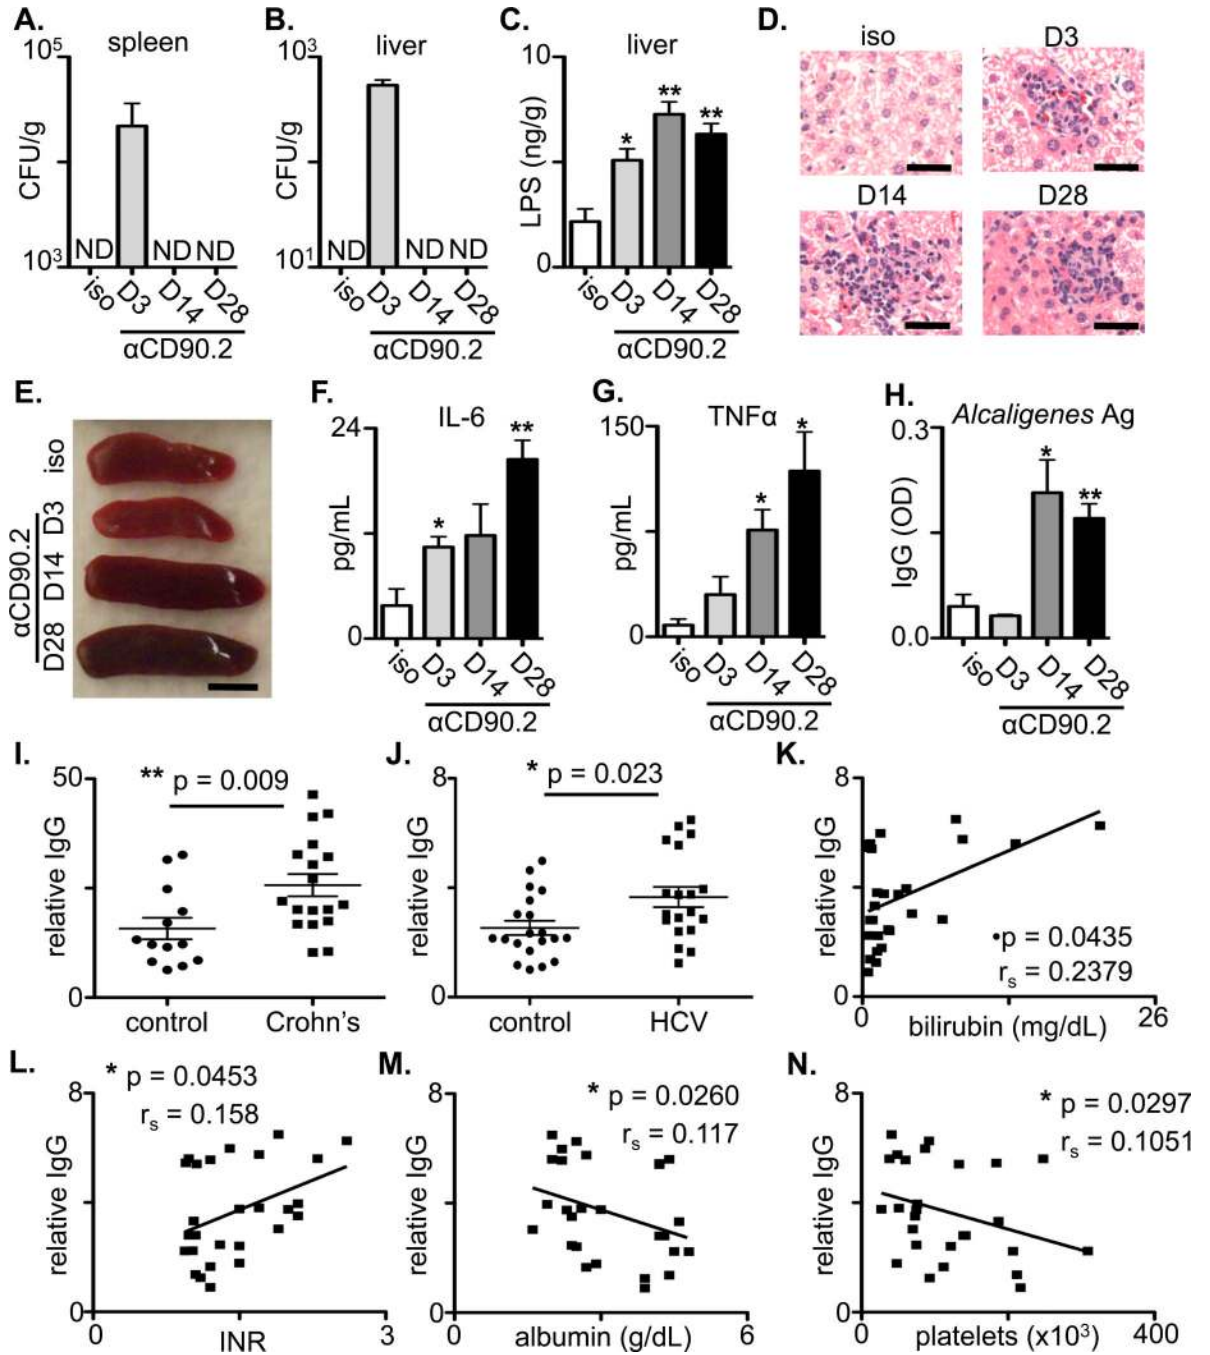 A.
spleen
10⁵
CFU/g
10³
ND
ND
ND
iso
D3
D14
D28
αCD90.2
B.
liver
10³
CFU/g
10¹
ND
ND
ND
iso
D3
D14
D28
αCD90.2
C.
liver
10
LPS (ng/g)
0
*
**
**
iso
D3
D14
D28
αCD90.2
D.
iso
D3
D14
D28
E.
iso
D3
D14
D28
αCD90.2
F.
IL-6
24
pg/mL
0
*
**
iso
D3
D14
D28
αCD90.2
G.
TNFα
150
pg/mL
0
*
*
iso
D3
D14
D28
αCD90.2
H.
Alcaligenes Ag
0.3
IgG (OD)
0.0
*
**
iso
D3
D14
D28
αCD90.2
I.
** p = 0.009
50
relative IgG
0
control
Crohn's
J.
* p = 0.023
8
relative IgG
0
control
HCV
K.
8
relative IgG
0
•p = 0.0435
rₛ = 0.2379
0
bilirubin (mg/dL)
26
L.
* p = 0.0453
rₛ = 0.158
8
relative IgG
0
0
INR
3
M.
* p = 0.0260
rₛ = 0.117
8
relative IgG
0
0
albumin (g/dL)
6
N.
* p = 0.0297
rₛ = 0.1051
8
relative IgG
0
0
platelets (x10³)
400